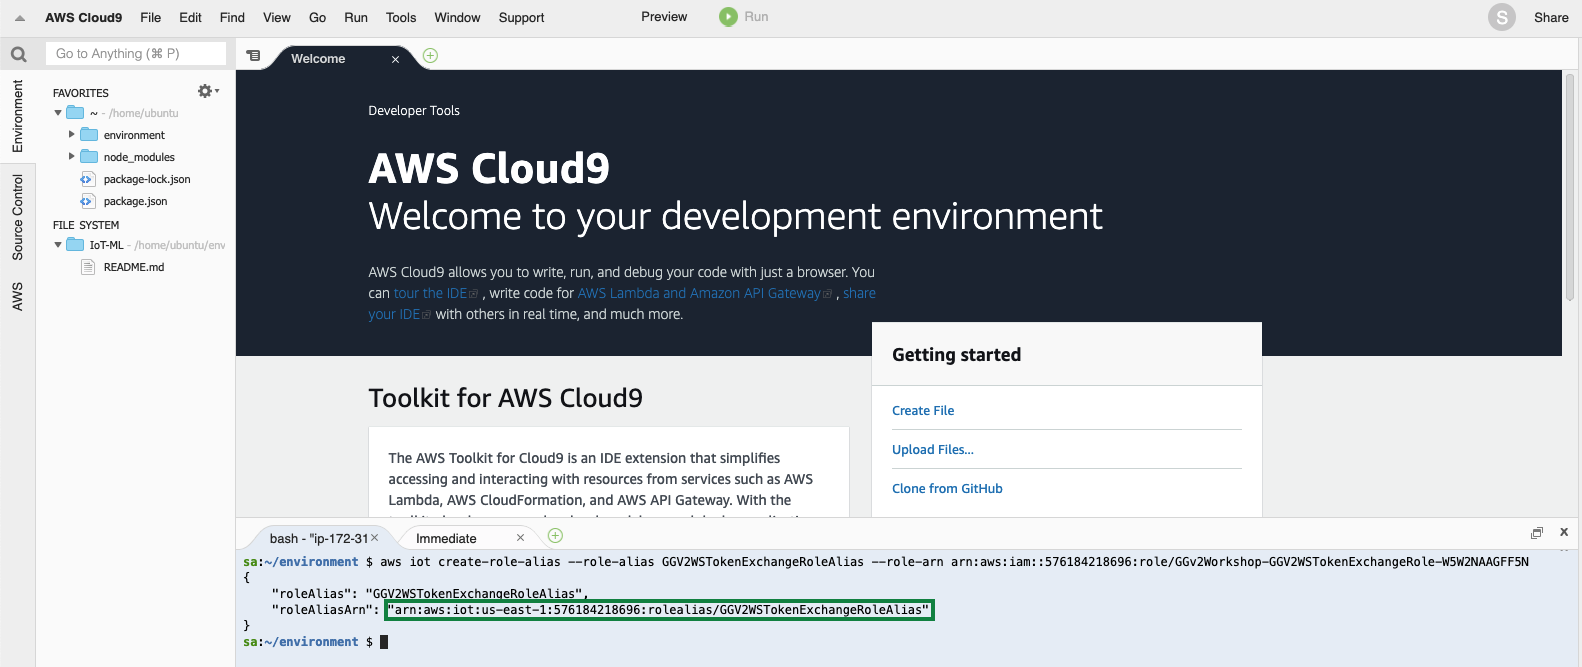 AWS Cloud9 File Edit Find View Go Run Tools Window Support Preview Run S Share
Go to Anything (⌘ P)
Welcome
Environment
Source Control
AWS
FAVORITES
~ - /home/ubuntu
environment
node_modules
package-lock.json
package.json
FILE SYSTEM
IoT-ML - /home/ubuntu/env
README.md
Developer Tools
AWS Cloud9
Welcome to your development environment
AWS Cloud9 allows you to write, run, and debug your code with just a browser. You
can tour the IDE , write code for AWS Lambda and Amazon API Gateway , share
your IDE with others in real time, and much more.
Getting started
Create File
Upload Files...
Clone from GitHub
Toolkit for AWS Cloud9
The AWS Toolkit for Cloud9 is an IDE extension that simplifies
accessing and interacting with resources from services such as AWS
Lambda, AWS CloudFormation, and AWS API Gateway. With the
bash - "ip-172-31 Immediate
sa:~/environment $ aws iot create-role-alias --role-alias GGV2WSTokenExchangeRoleAlias --role-arn arn:aws:iam::576184218696:role/GGv2Workshop-GGV2WSTokenExchangeRole-W5W2NAAGFF5N
{
"roleAlias": "GGV2WSTokenExchangeRoleAlias",
"roleAliasArn": "arn:aws:iot:us-east-1:576184218696:rolealias/GGV2WSTokenExchangeRoleAlias"
}
sa:~/environment $